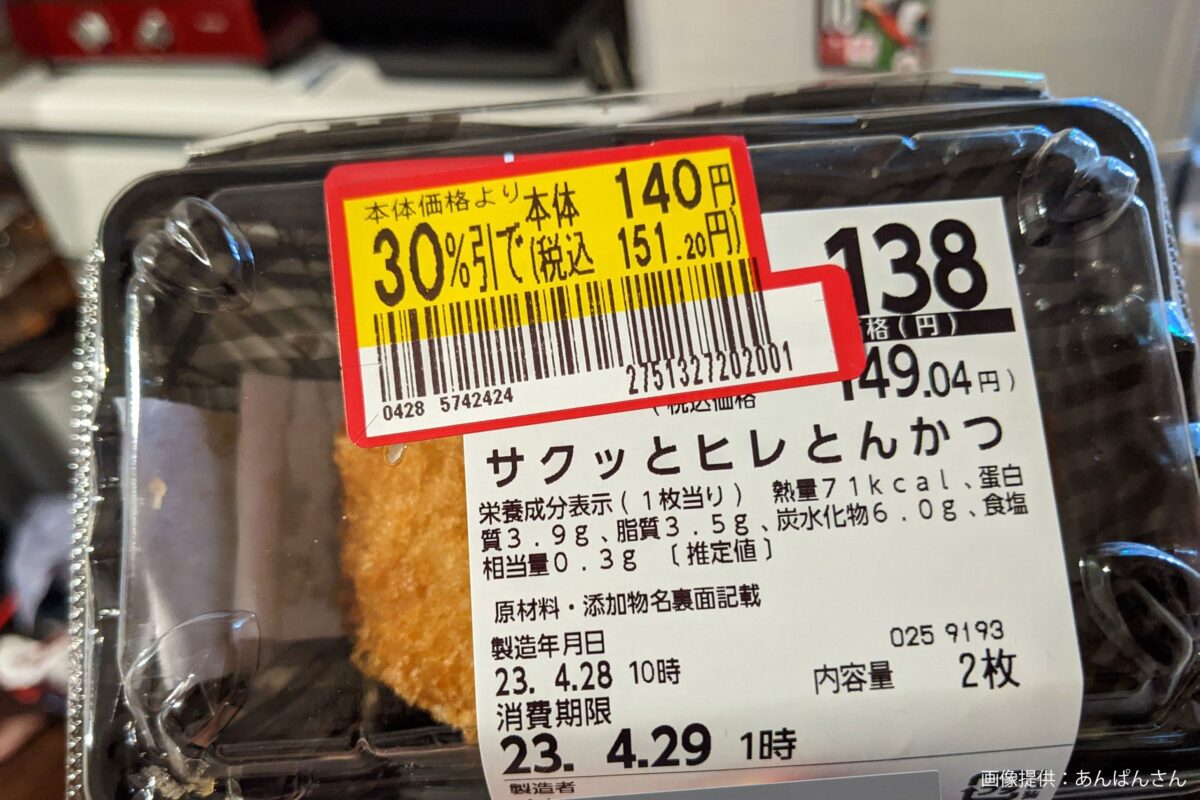 本体価格より
30%引で
本体 140円
(税込 151.20円)
0428 5742424
2751327202001
138
格(円)
(税込価格 149.04円)
サクッとヒレとんかつ
栄養成分表示(1枚当り) 熱量71kcal、蛋白
質3.9g、脂質3.5g、炭水化物6.0g、食塩
相当量0.3g [推定値]
原材料・添加物名裏面記載
製造年月日
025 9193
23. 4.28 10時
内容量 2枚
消費期限
23. 4.29 1時
製造者
画像提供:あんぱんさん